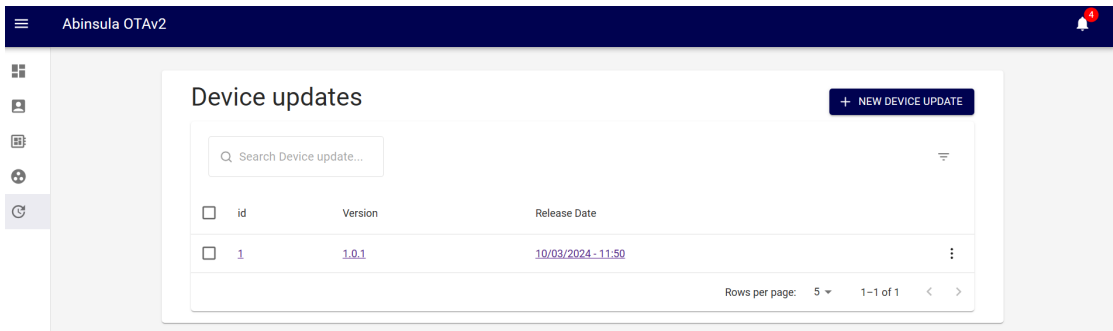 Abinsula OTAv2
4
Device updates
+ NEW DEVICE UPDATE
Search Device update...
id Version Release Date
1 1.0.1 10/03/2024 - 11:50
Rows per page: 5 1–1 of 1